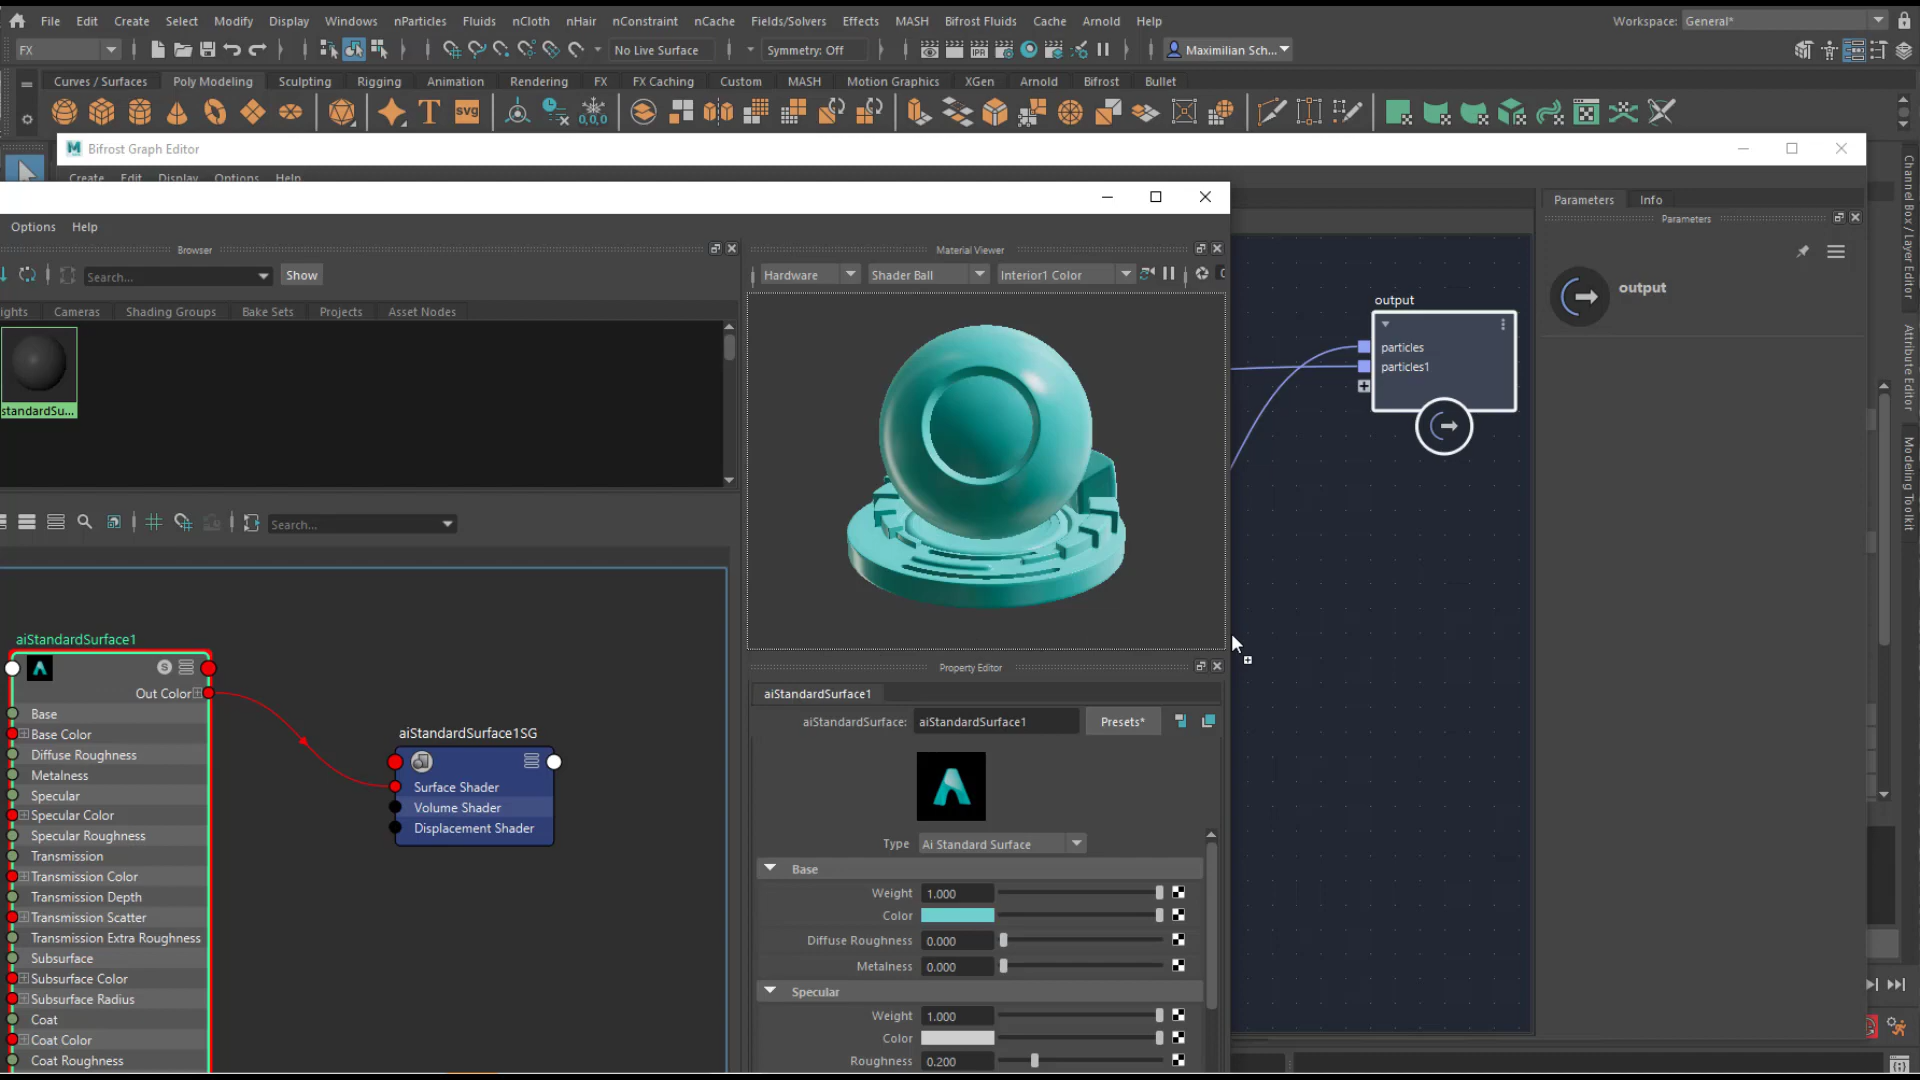 File Edit Create Select Modify Display Windows nParticles Fluids nCloth nHair nConstraint nCache Fields/Solvers Effects MASH Bifrost Fluids Cache Arnold Help Workspace: General*
FX No Live Surface Symmetry: Off IPR Maximilian Sch...
Curves / Surfaces Poly Modeling Sculpting Rigging Animation Rendering FX FX Caching Custom MASH Motion Graphics XGen Arnold Bifrost Bullet
T SVG 0,0,0
M Bifrost Graph Editor
Create Edit Display Options Help
Parameters Info
Parameters
output
Options Help
Browser
Search... Show
ights Cameras Shading Groups Bake Sets Projects Asset Nodes
standardSu...
Search...
aiStandardSurface1
S
Out Color
Base
Base Color
Diffuse Roughness
Metalness
Specular
Specular Color
Specular Roughness
Transmission
Transmission Color
Transmission Depth
Transmission Scatter
Transmission Extra Roughness
Subsurface
Subsurface Color
Subsurface Radius
Coat
Coat Color
Coat Roughness
aiStandardSurface1SG
Surface Shader
Volume Shader
Displacement Shader
Material Viewer
Hardware Shader Ball Interior1 Color
Property Editor
aiStandardSurface1
aiStandardSurface: aiStandardSurface1 Presets*
Type Ai Standard Surface
Base
Weight 1.000
Color
Diffuse Roughness 0.000
Metalness 0.000
Specular
Weight 1.000
Color
Roughness 0.200
output
particles
particles1
Channel Box / Layer Editor
Attribute Editor
Modeling Toolkit